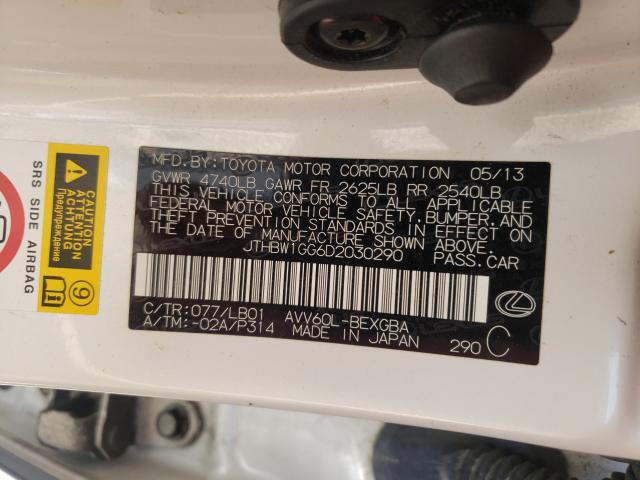 MFD. BY: TOYOTA MOTOR CORPORATION 05/13
GVWR 4740LB GAWR FR 2625LB RR 2540LB
THIS VEHICLE CONFORMS TO ALL APPLICABLE
FEDERAL MOTOR VEHICLE SAFETY, BUMPER, AND
THEFT PREVENTION STANDARDS IN EFFECT ON
THE DATE OF MANUFACTURE SHOWN ABOVE.
JTHBW1GG6D2030290 PASS.CAR
C/TR: 077/LB01 AVV60L-BEXGBA
A/TM: -02A/P314 MADE IN JAPAN
290 C
SRS SIDE AIRBAG
CAUTION
ATTENTION
ACHTUNG
Предупреждение
9